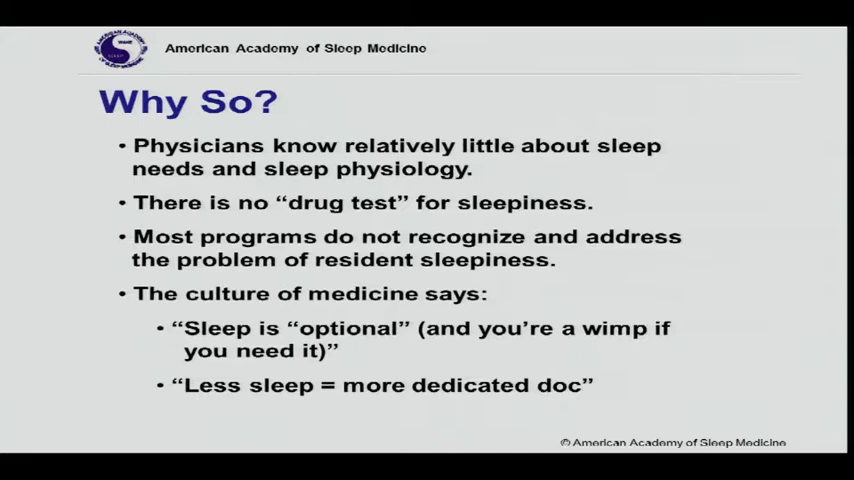 American Academy of Sleep Medicine
Why So?
• Physicians know relatively little about sleep
needs and sleep physiology.
• There is no “drug test” for sleepiness.
• Most programs do not recognize and address
the problem of resident sleepiness.
• The culture of medicine says:
• “Sleep is “optional” (and you’re a wimp if
you need it)”
• “Less sleep = more dedicated doc”
© American Academy of Sleep Medicine